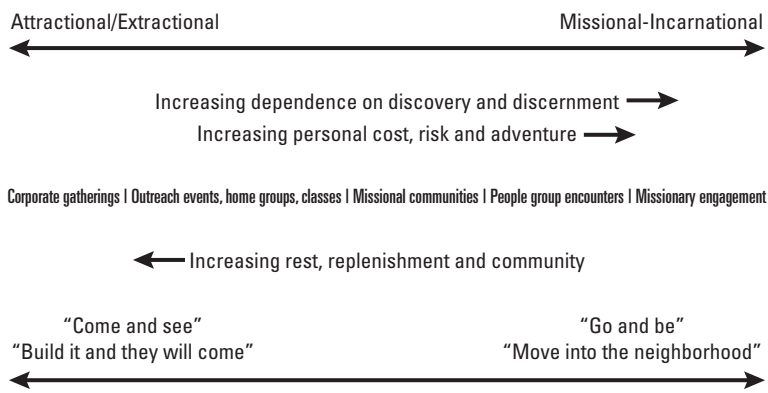 Attractional/Extractional Missional-Incarnational
Increasing dependence on discovery and discernment
Increasing personal cost, risk and adventure
Corporate gatherings | Outreach events, home groups, classes | Missional communities | People group encounters | Missionary engagement
Increasing rest, replenishment and community
“Come and see” “Go and be”
“Build it and they will come” “Move into the neighborhood”